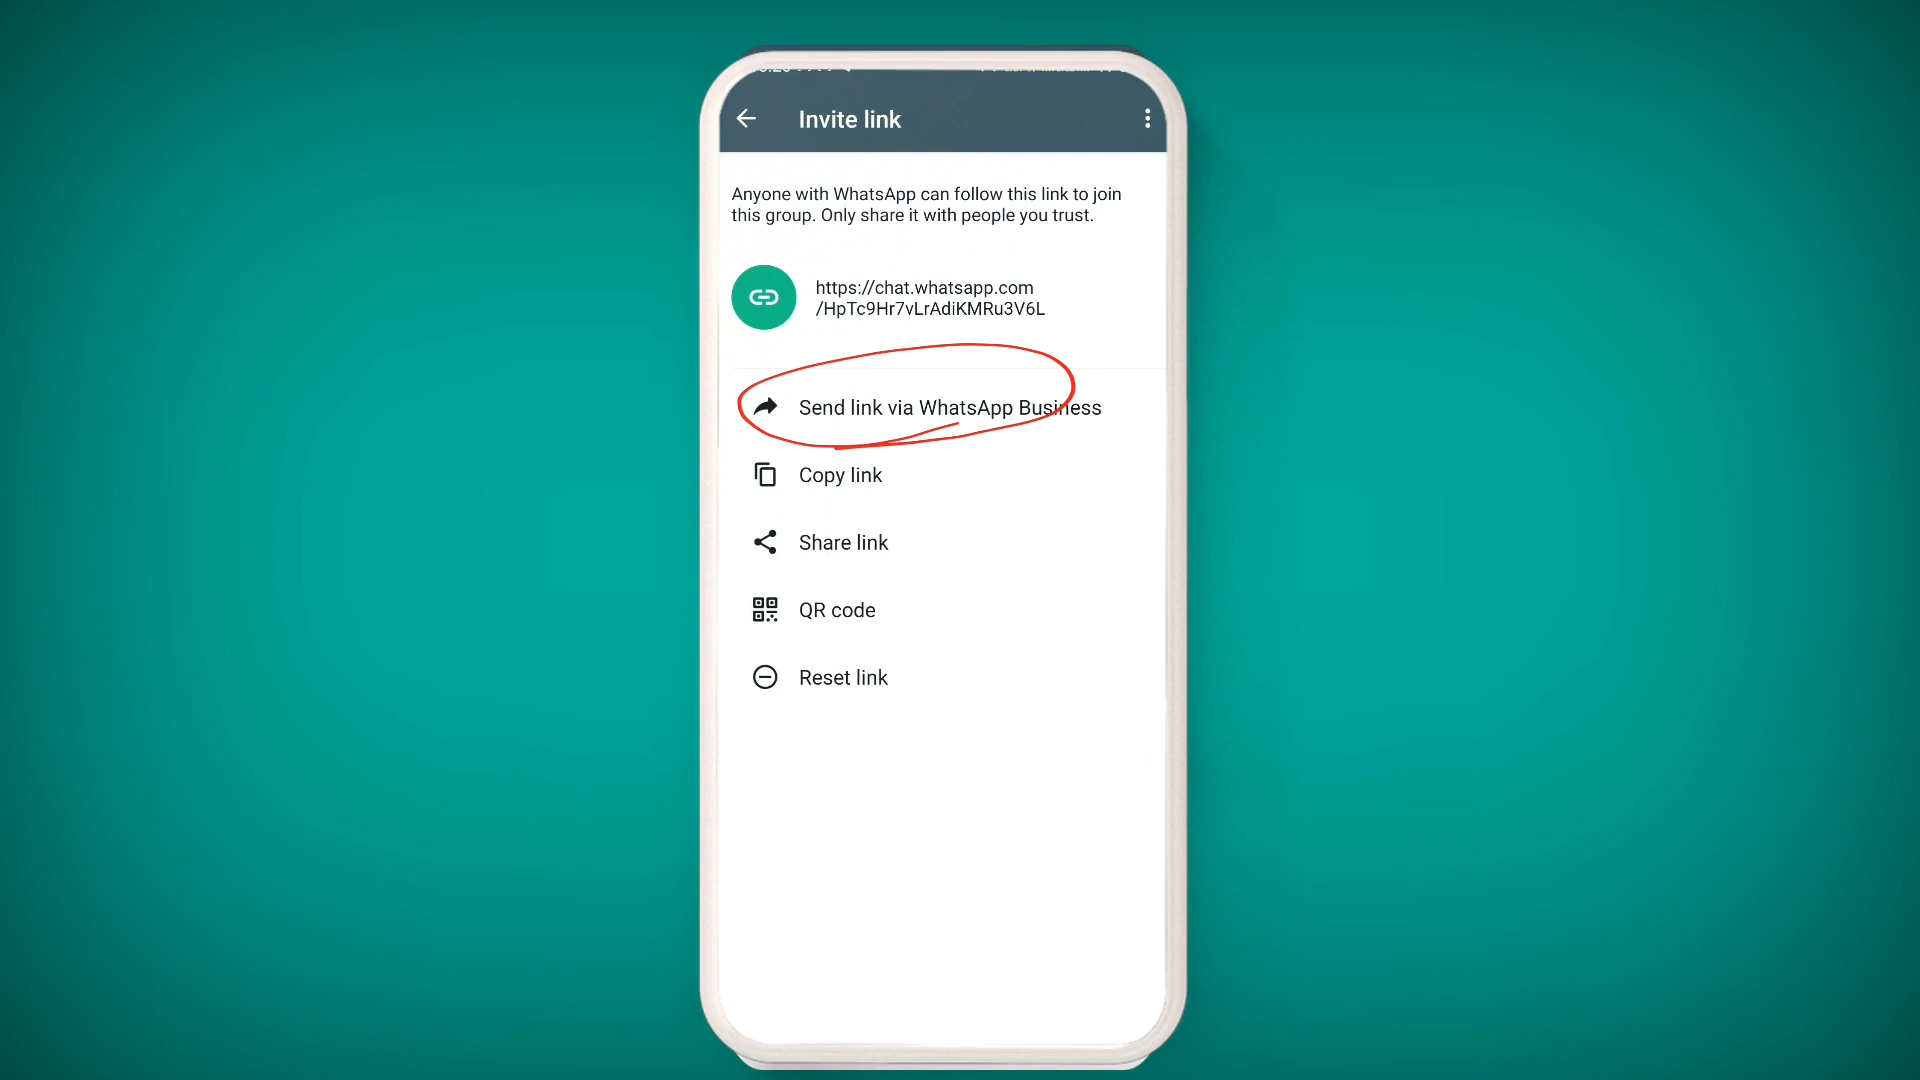 Invite link
Anyone with WhatsApp can follow this link to join
this group. Only share it with people you trust.
https://chat.whatsapp.com
/HpTc9Hr7vLrAdiKMRu3V6L
Send link via WhatsApp Business
Copy link
Share link
QR code
Reset link